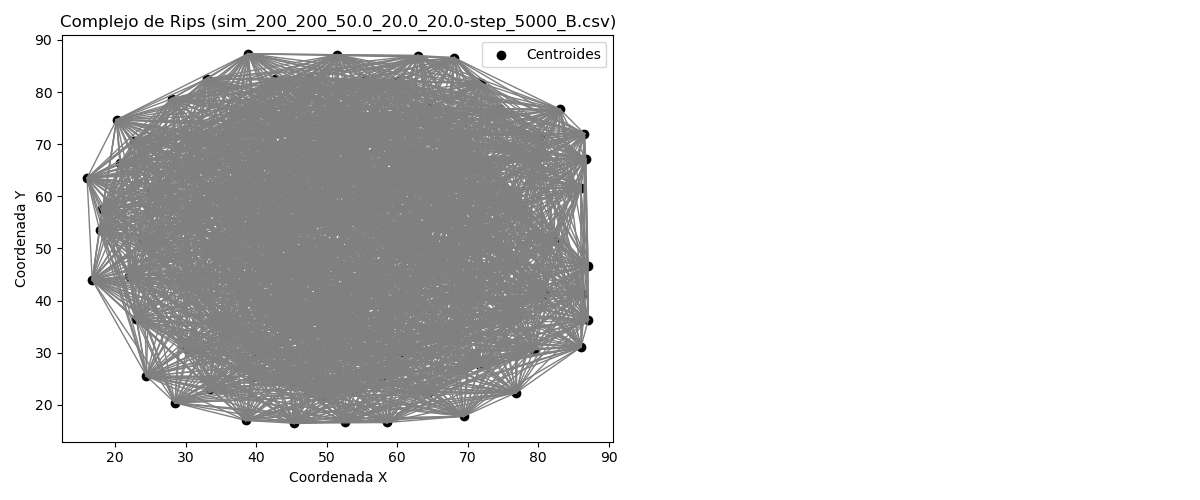 Complejo de Rips (sim_200_200_50.0_20.0_20.0-step_5000_B.csv)
Centroides
90
80
70
60
50
40
30
20
Coordenada Y
20 30 40 50 60 70 80 90
Coordenada X